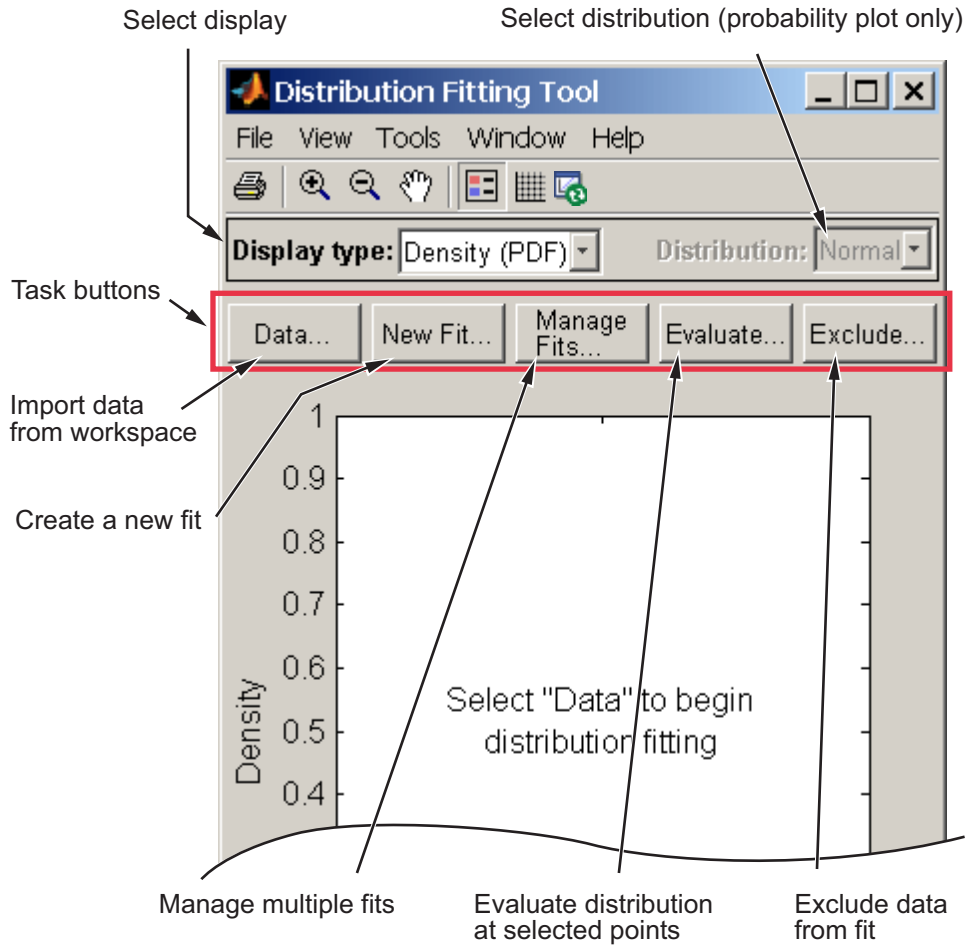 Select display
Select distribution (probability plot only)
Distribution Fitting Tool
File View Tools Window Help
Display type: Density (PDF) Distribution: Normal
Task buttons
Data... New Fit... Manage Fits... Evaluate... Exclude...
Import data
from workspace
Create a new fit
1
0.9
0.8
0.7
0.6
0.5
0.4
Density
Select "Data" to begin
distribution fitting
Manage multiple fits
Evaluate distribution
at selected points
Exclude data
from fit